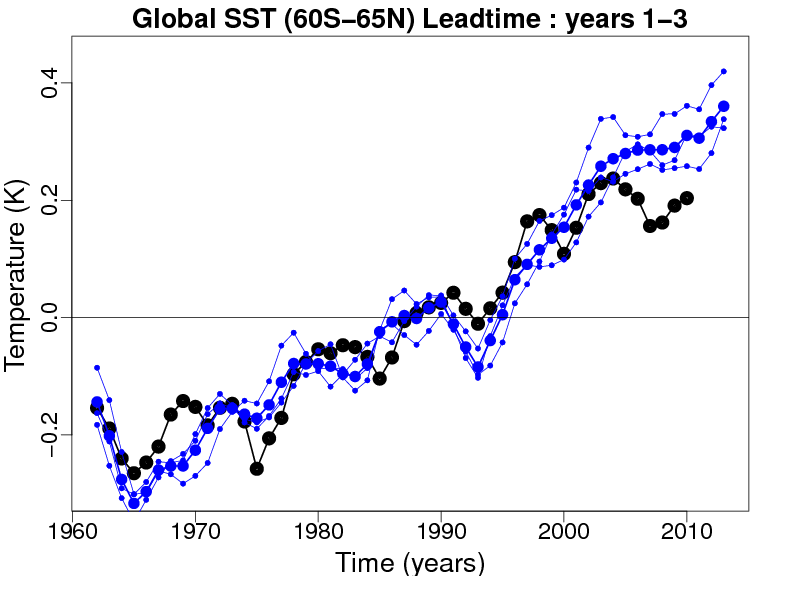 Global SST (60S−65N) Leadtime : years 1−3
0.4
0.2
0.0
−0.2
Temperature (K)
1960 1970 1980 1990 2000 2010
Time (years)